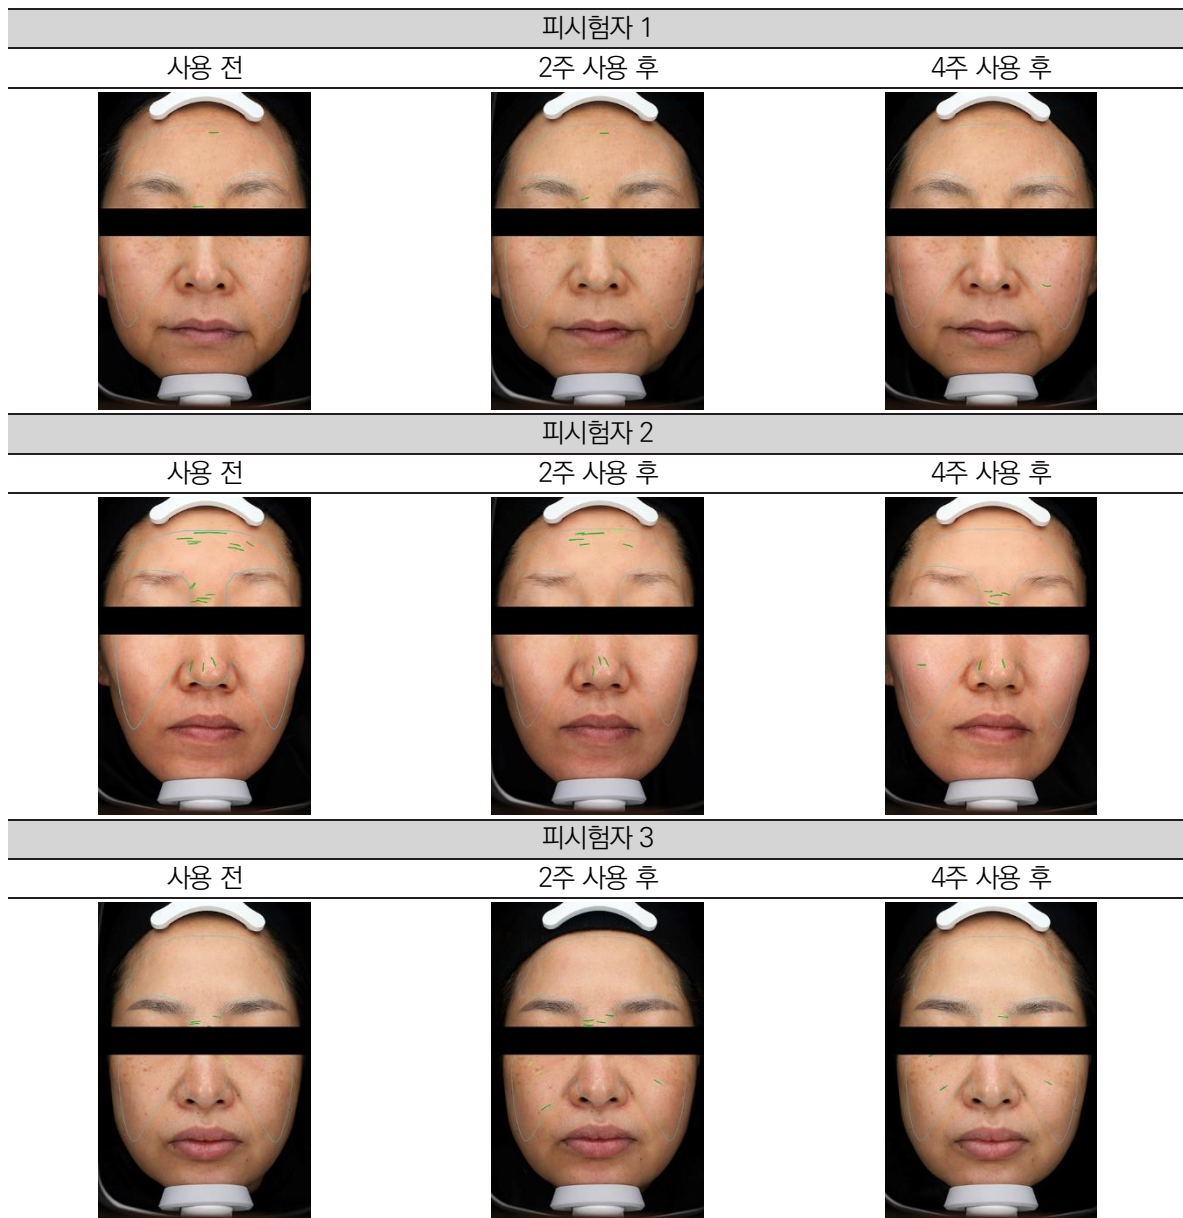 피시험자 1
사용 전 2주 사용 후 4주 사용 후
피시험자 2
사용 전 2주 사용 후 4주 사용 후
피시험자 3
사용 전 2주 사용 후 4주 사용 후